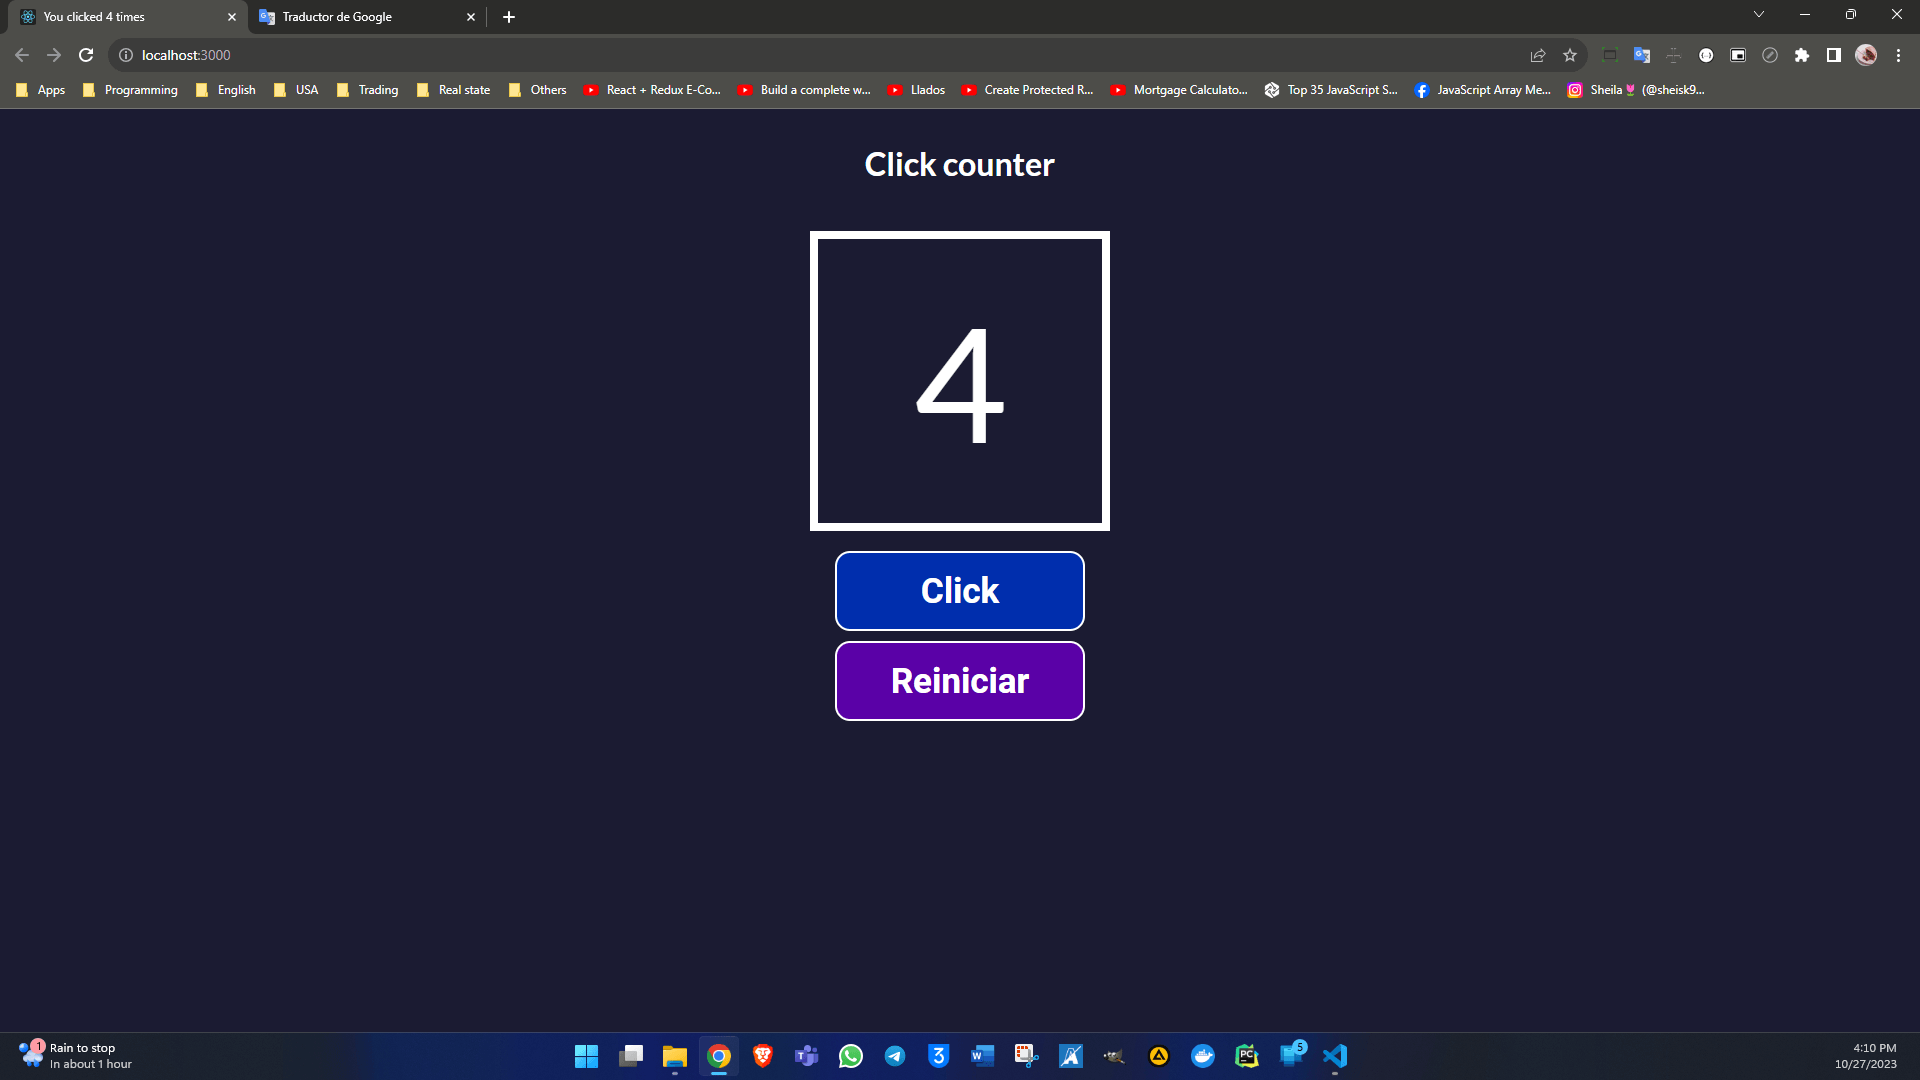 You clicked 4 times
Traductor de Google
localhost:3000
Apps Programming English USA Trading Real state Others React + Redux E-Co... Build a complete w... Llados Create Protected R... Mortgage Calculato... Top 35 JavaScript S... JavaScript Array Me... Sheila🌷 (@sheisk9...
Click counter
4
Click
Reiniciar
1
Rain to stop
In about 1 hour
5
4:10 PM
10/27/2023